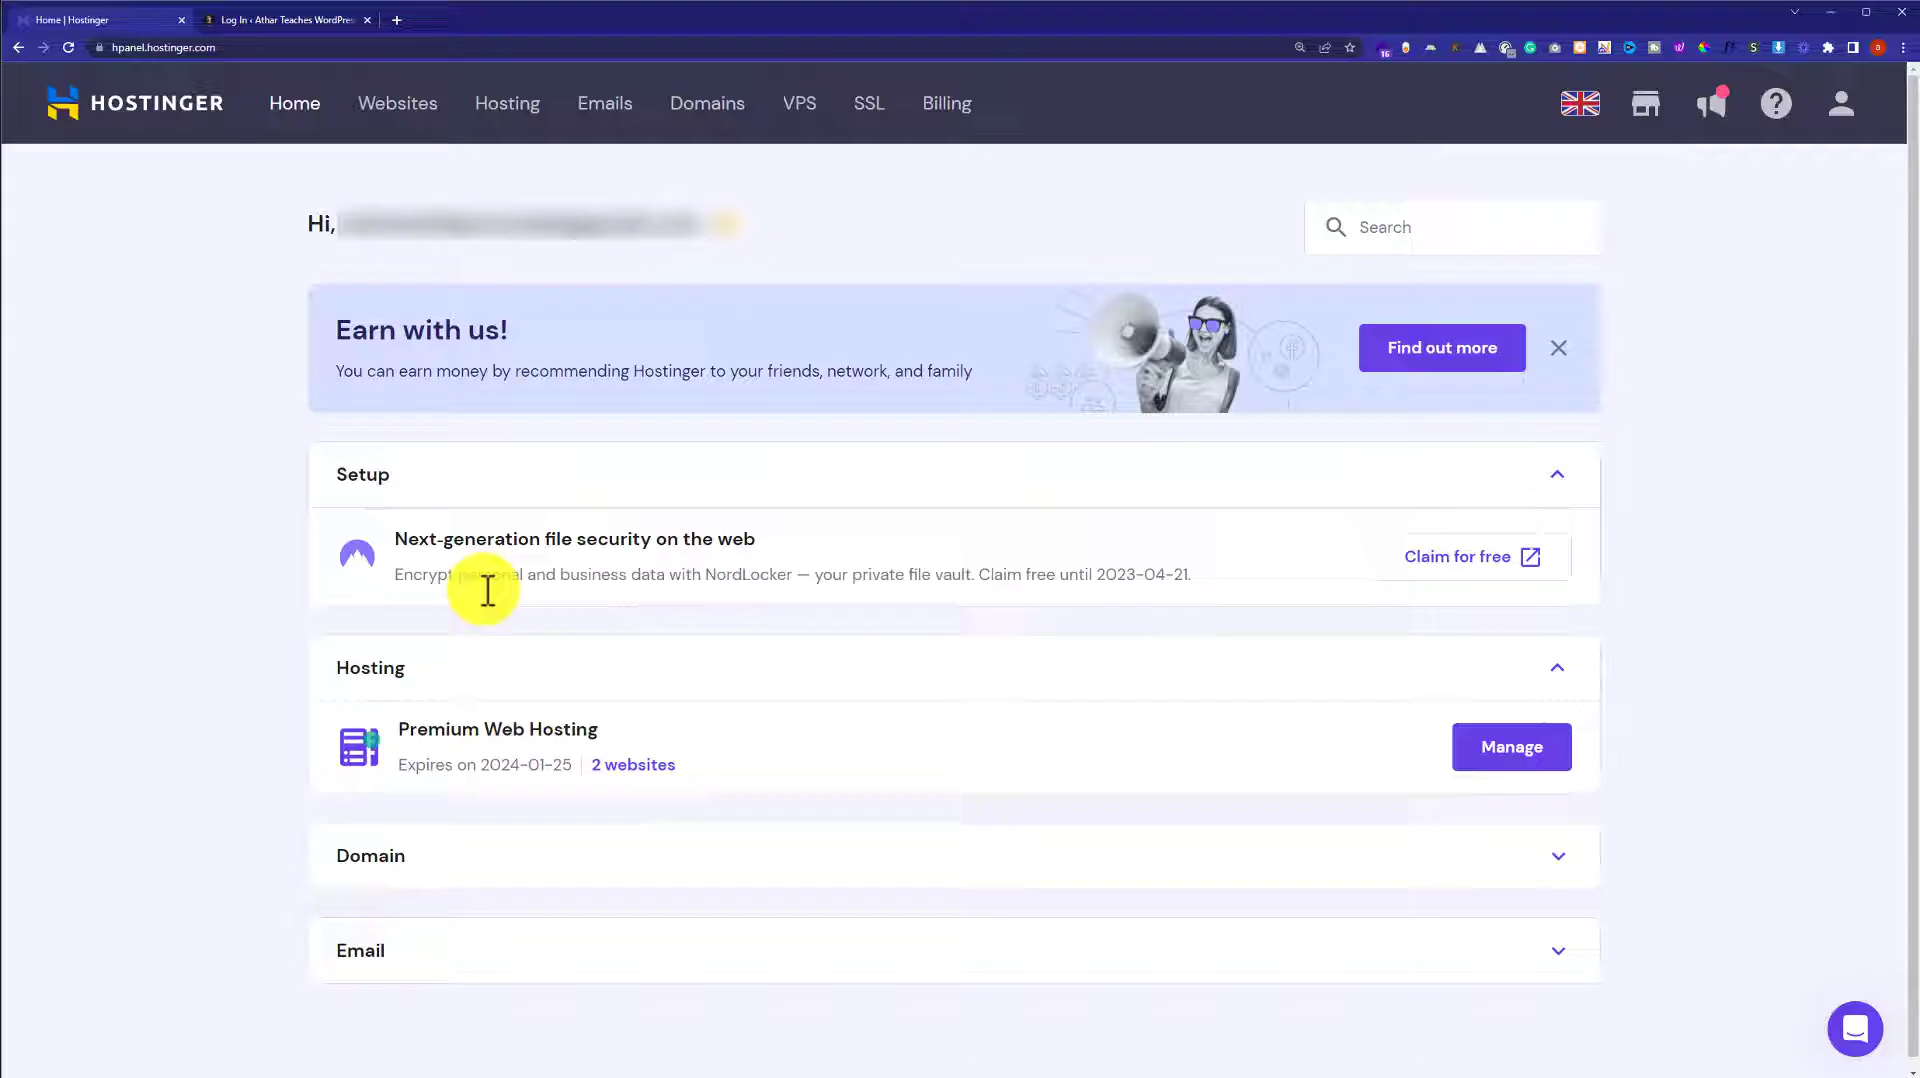 Home | Hostinger
Log In ‹ Athar Teaches WordPres
hpanel.hostinger.com
16
HOSTINGER
Home
Websites
Hosting
Emails
Domains
VPS
SSL
Billing
Hi,
Search
Earn with us!
You can earn money by recommending Hostinger to your friends, network, and family
Find out more
Setup
Next-generation file security on the web
Encrypt personal and business data with NordLocker — your private file vault. Claim free until 2023-04-21.
Claim for free
Hosting
Premium Web Hosting
Expires on 2024-01-25
2 websites
Manage
Domain
Email